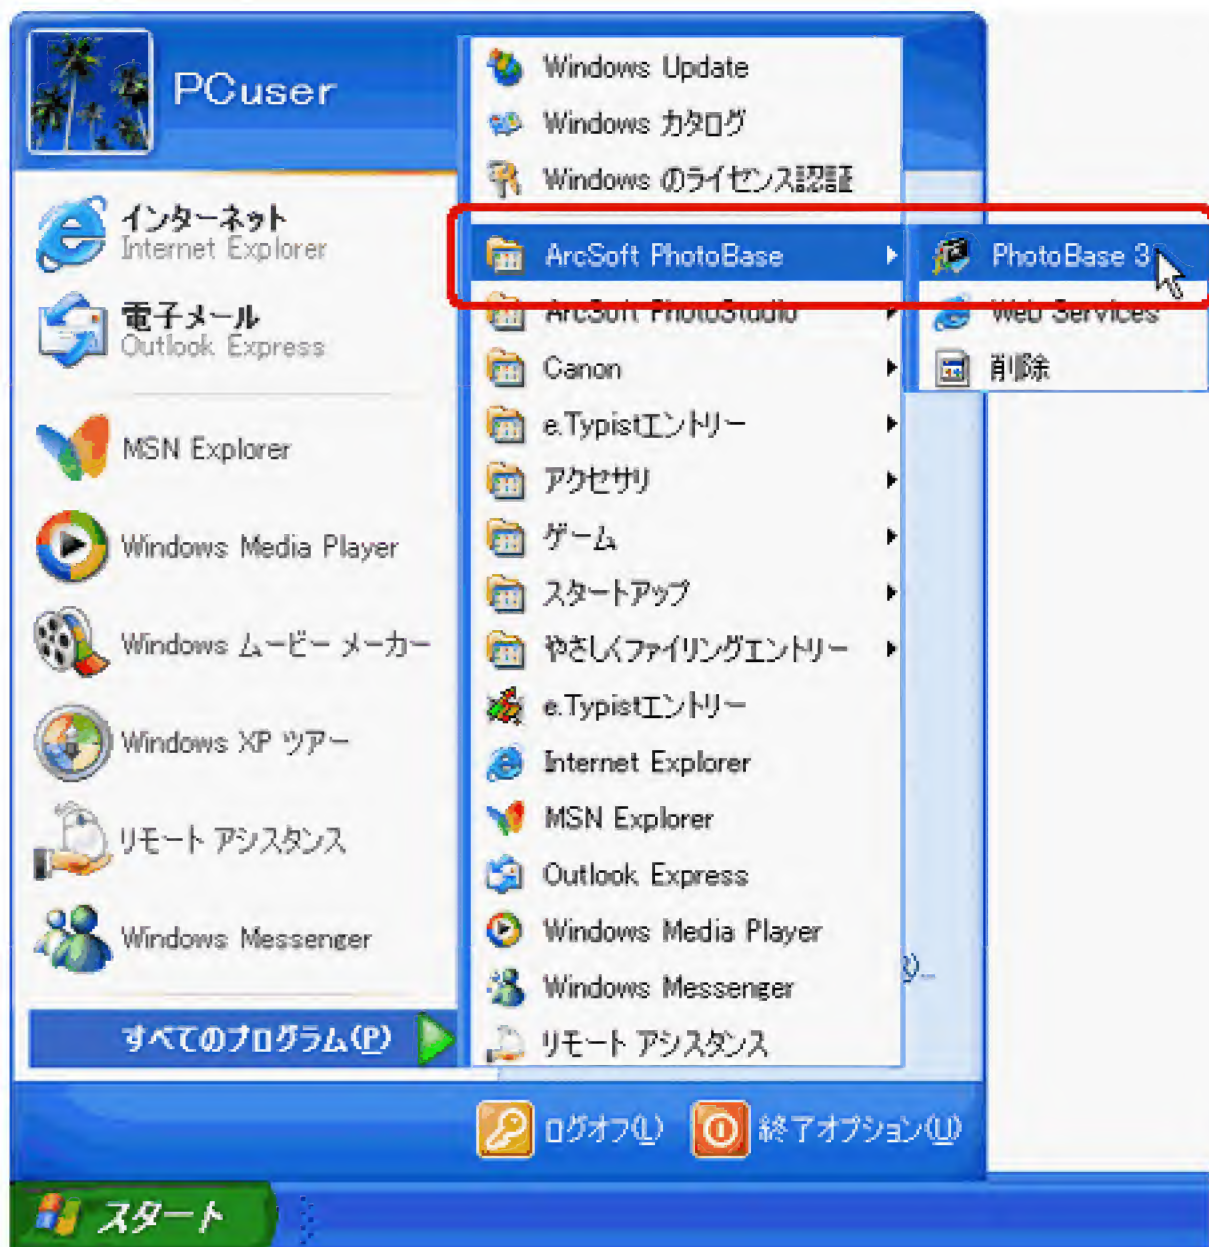 PCuser
インターネット
Internet Explorer
電子メール
Outlook Express
MSN Explorer
Windows Media Player
Windows ムービー メーカー
Windows XP ツアー
リモート アシスタンス
Windows Messenger
すべてのプログラム(P)
Windows Update
Windows カタログ
Windows のライセンス認証
ArcSoft PhotoBase
ArcSoft PhotoStudio
Canon
e.Typistエントリー
アクセサリ
ゲーム
スタートアップ
やさしくファイリングエントリー
e.Typistエントリー
Internet Explorer
MSN Explorer
Outlook Express
Windows Media Player
Windows Messenger
リモート アシスタンス
PhotoBase 3
Web Services
削除
ログオフ(L)
終了オプション(U)
スタート